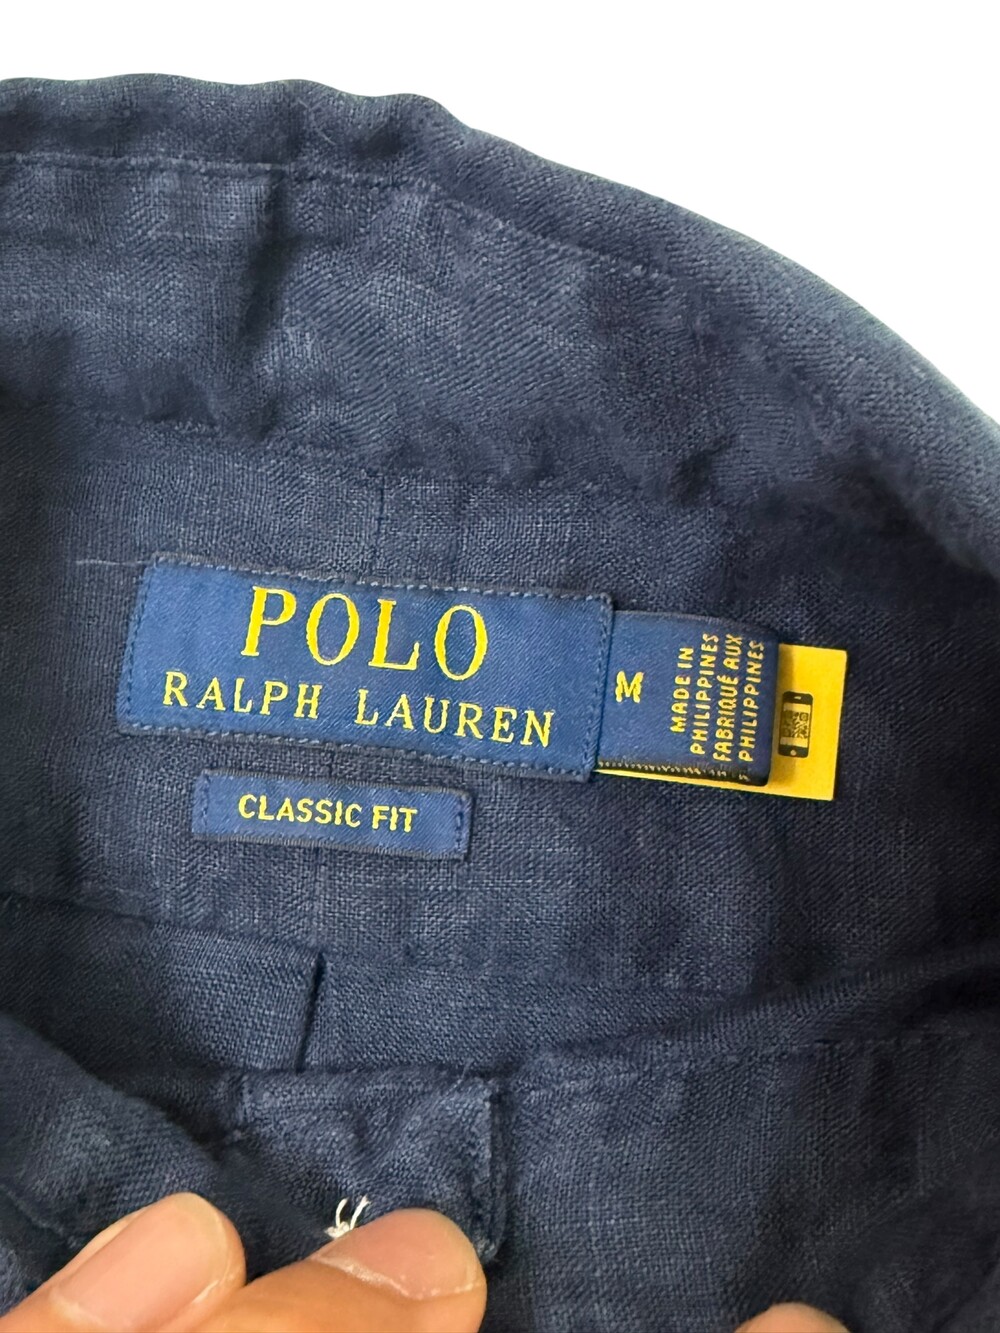 POLO
RALPH LAUREN
M
MADE IN
PHILIPPINES
FABRIQUÉ AUX
PHILIPPINES
CLASSIC FIT